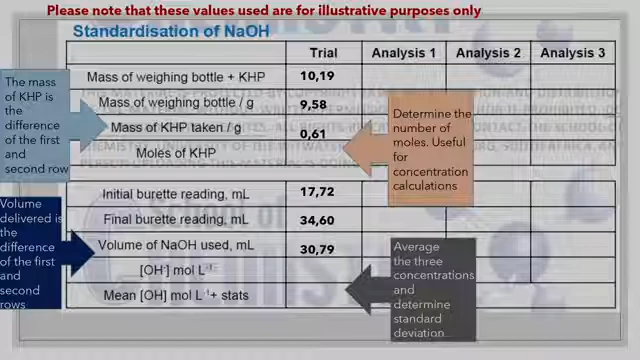 Please note that these values used are for illustrative purposes only
Standardisation of NaOH
Trial Analysis 1 Analysis 2 Analysis 3
Mass of weighing bottle + KHP 10,19
Mass of weighing bottle / g 9,58
Mass of KHP taken / g 0,61
Moles of KHP
The mass
of KHP is
the
difference
of the first
and
second row
Determine the
number of
moles. Useful
for
concentration
calculations
Initial burette reading, mL 17,72
Final burette reading, mL 34,60
Volume of NaOH used, mL 30,79
[OH-] mol L-1
Mean [OH] mol L-1+ stats
Volume
delivered is
the
difference
of the first
and
second
rows
Average
the three
concentrations
and
determine
standard
deviation